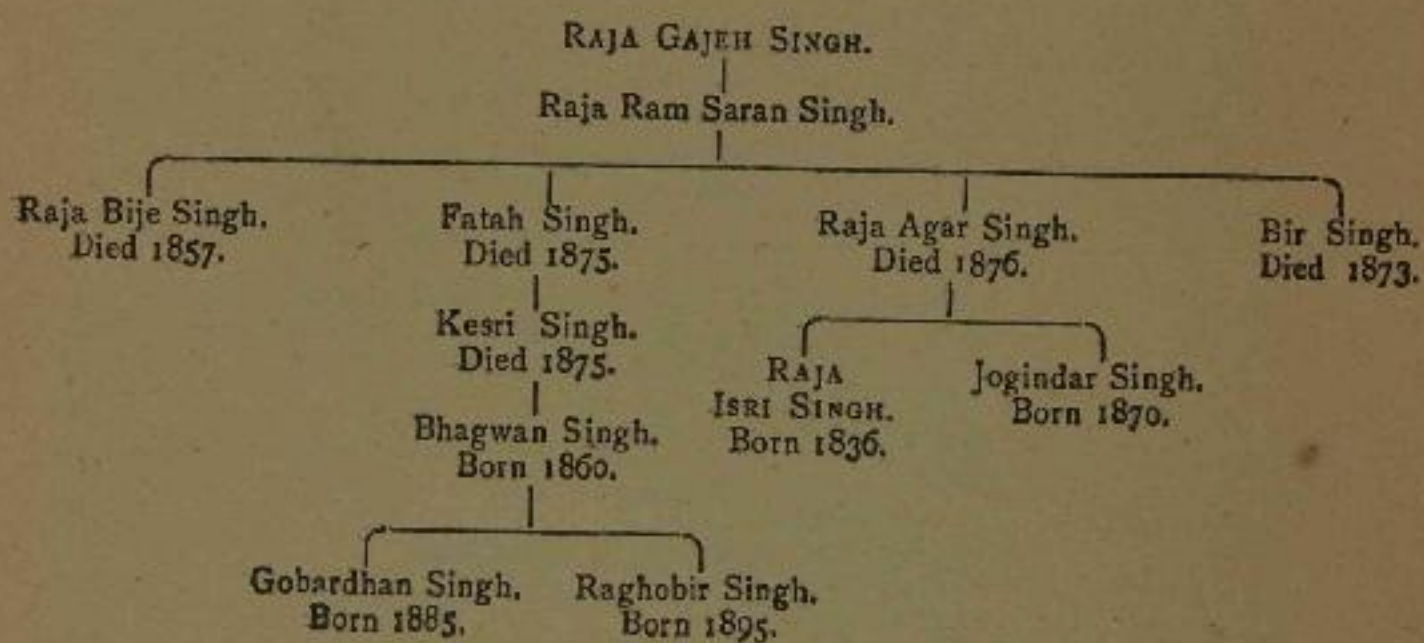 RAJA GAJEH SINGH.
Raja Ram Saran Singh.
Raja Bije Singh.
Died 1857.
Fatah Singh.
Died 1875.
Raja Agar Singh.
Died 1876.
Bir Singh.
Died 1873.
Kesri Singh.
Died 1875.
RAJA
ISRI SINGH.
Born 1836.
Jogindar Singh.
Born 1870.
Bhagwan Singh.
Born 1860.
Gobardhan Singh.
Born 1885.
Raghobir Singh.
Born 1895.